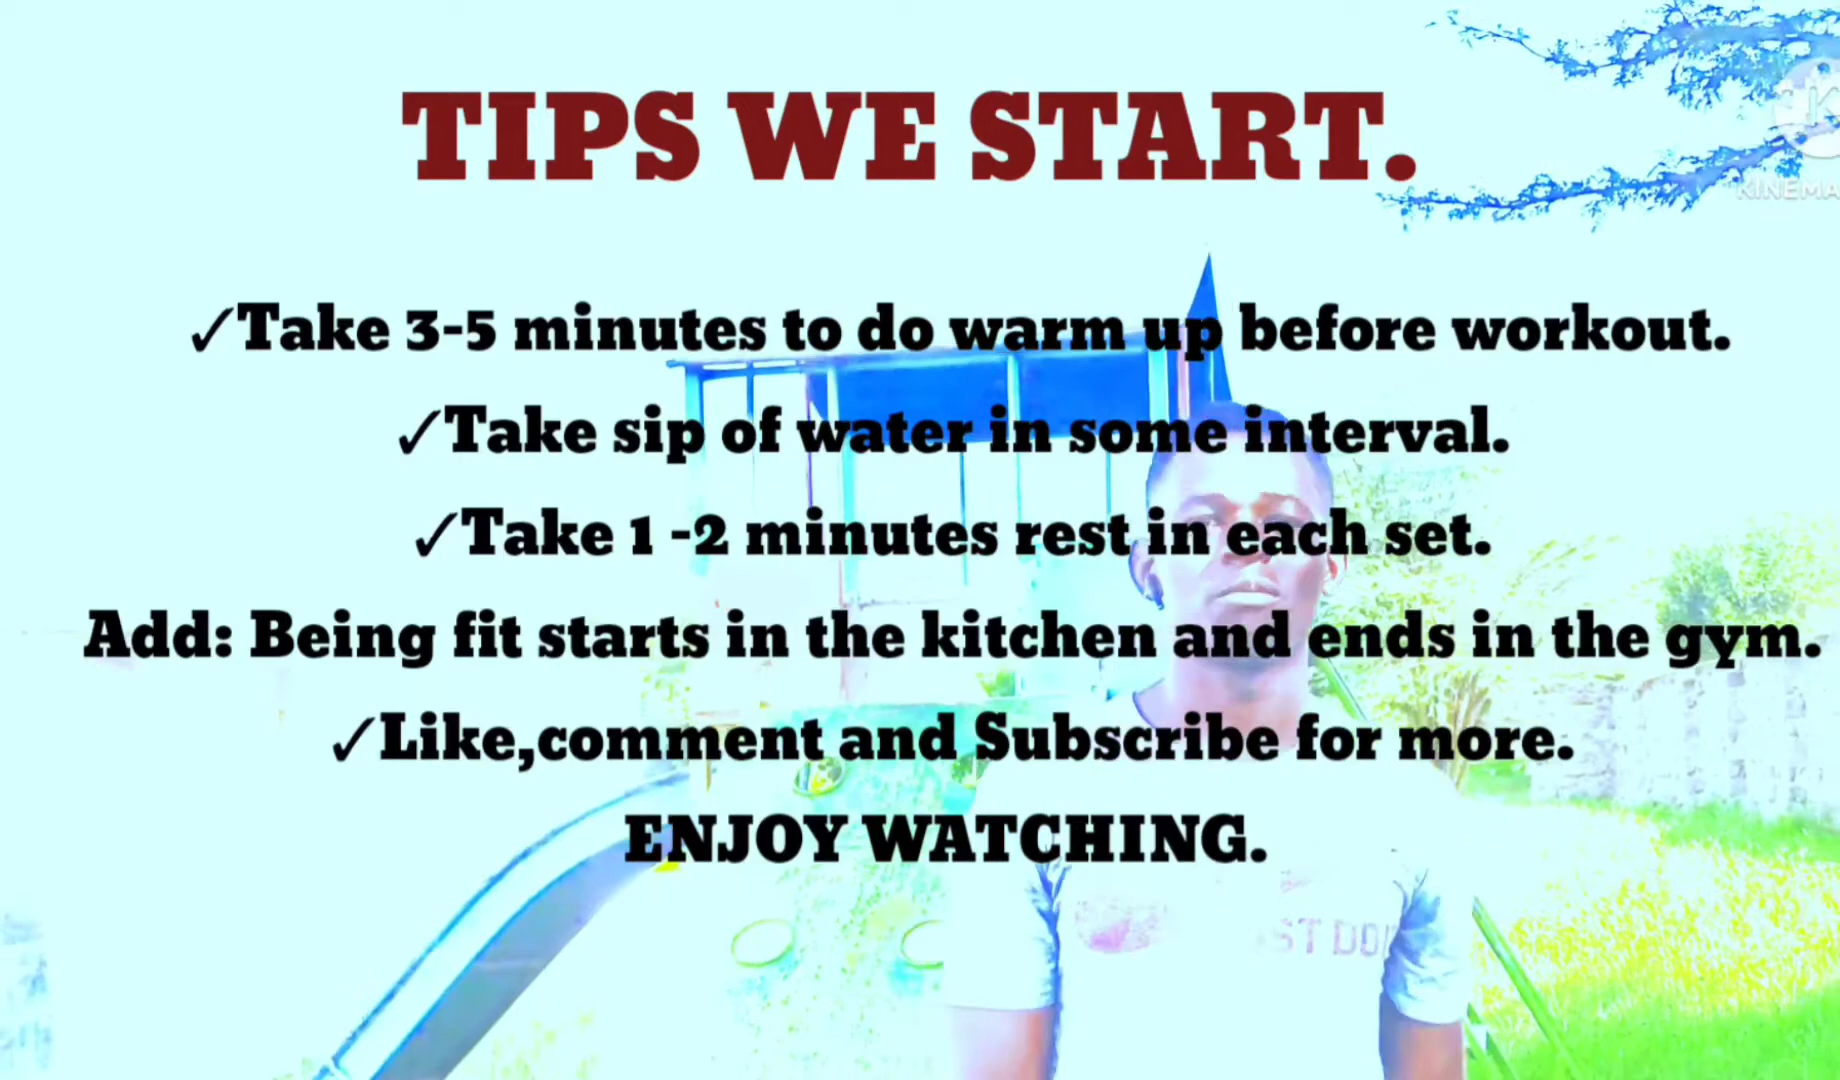 TIPS WE START.
✓Take 3-5 minutes to do warm up before workout.
✓Take sip of water in some interval.
✓Take 1 -2 minutes rest in each set.
Add: Being fit starts in the kitchen and ends in the gym.
✓Like,comment and Subscribe for more.
ENJOY WATCHING.